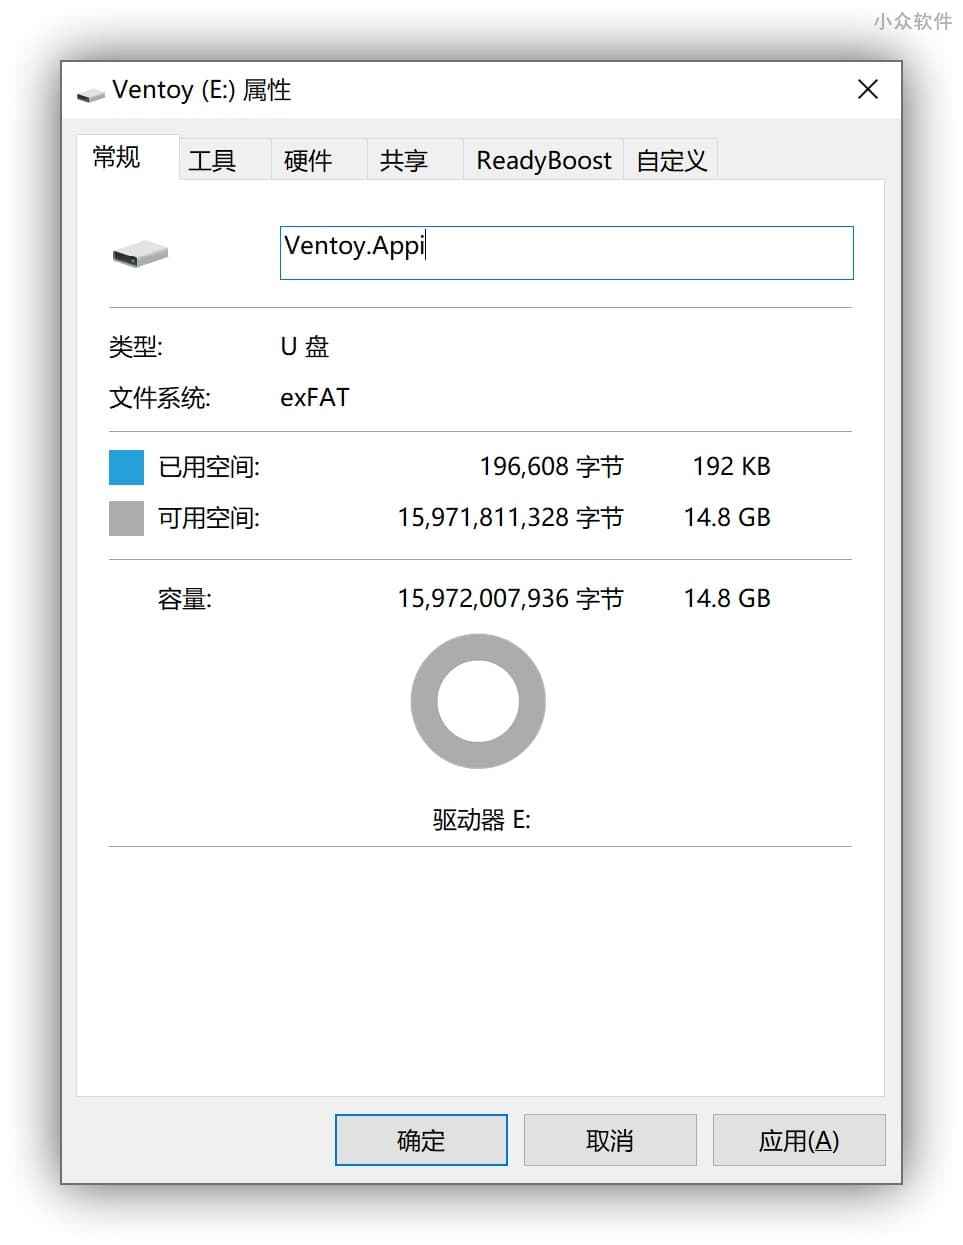 小众软件
Ventoy (E:) 属性
常规 工具 硬件 共享 ReadyBoost 自定义
Ventoy.Appi
类型: U 盘
文件系统: exFAT
已用空间: 196,608 字节 192 KB
可用空间: 15,971,811,328 字节 14.8 GB
容量: 15,972,007,936 字节 14.8 GB
驱动器 E:
确定 取消 应用(A)